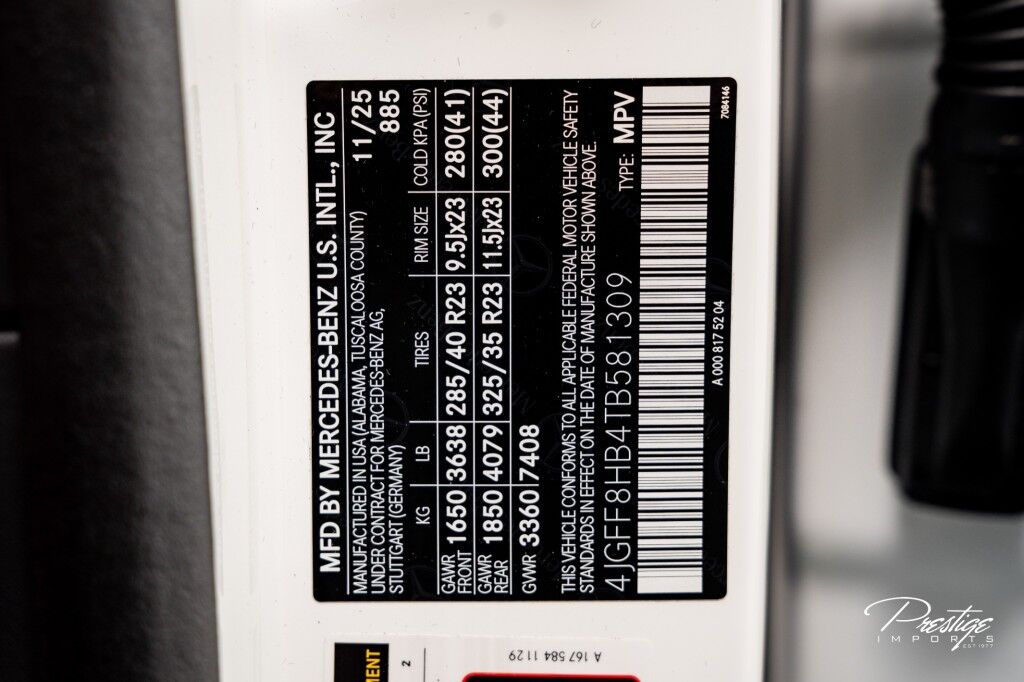 MFD BY MERCEDES-BENZ U.S. INTL., INC
MANUFACTURED IN USA (ALABAMA, TUSCALOOSA COUNTY) 11/25
UNDER CONTRACT FOR MERCEDES-BENZ AG, 885
STUTTGART (GERMANY)
KG LB TIRES RIM SIZE COLD KPA (PSI)
GAWR FRONT 1650 3638 285/40 R23 9.5Jx23 280(41)
GAWR REAR 1850 4079 325/35 R23 11.5Jx23 300(44)
GVWR 3360 7408
THIS VEHICLE CONFORMS TO ALL APPLICABLE FEDERAL MOTOR VEHICLE SAFETY
STANDARDS IN EFFECT ON THE DATE OF MANUFACTURE SHOWN ABOVE.
4JGFF8HB4TB581309 TYPE: MPV
A 000 817 52 04 7084146
MENT
2
A 167 584 11 29
Prestige
IMPORTS
EST 1977